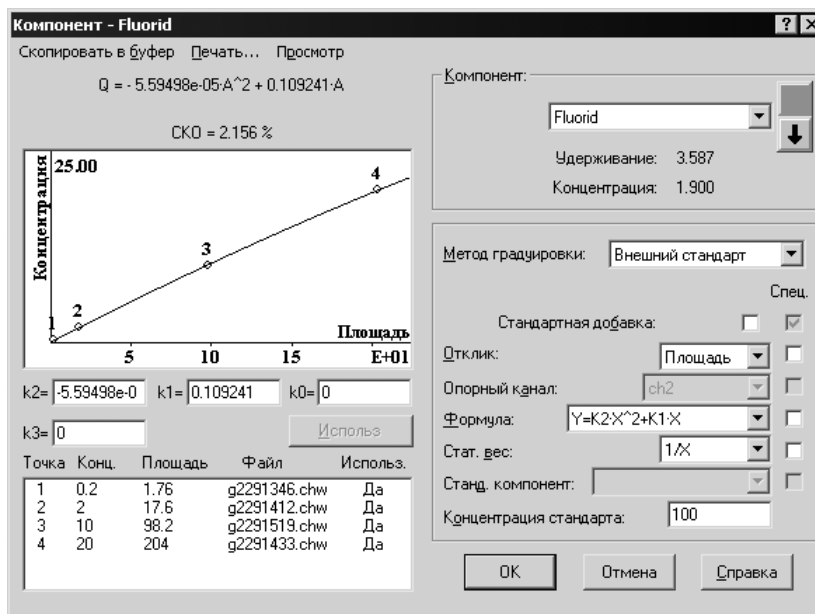 Компонент - Fluorid
Скопировать в буфер Печать... Просмотр
Q = - 5.59498e-05·A^2 + 0.109241·A
СКО = 2.156 %
Концентрация
25.00
1
2
3
4
Площадь
5 10 15 E+01
k2= -5.59498e-0 k1= 0.109241 k0= 0
k3= 0 Использ
Точка Конц. Площадь Файл Использ.
1 0.2 1.76 g2291346.chw Да
2 2 17.6 g2291412.chw Да
3 10 98.2 g2291519.chw Да
4 20 204 g2291433.chw Да
Компонент:
Fluorid
Удерживание: 3.587
Концентрация: 1.900
Метод градуировки: Внешний стандарт
Спец.
Стандартная добавка:
Отклик: Площадь
Опорный канал: ch2
Формула: Y=K2·X^2+K1·X
Стат. вес: 1/X
Станд. компонент:
Концентрация стандарта: 100
OK Отмена Справка